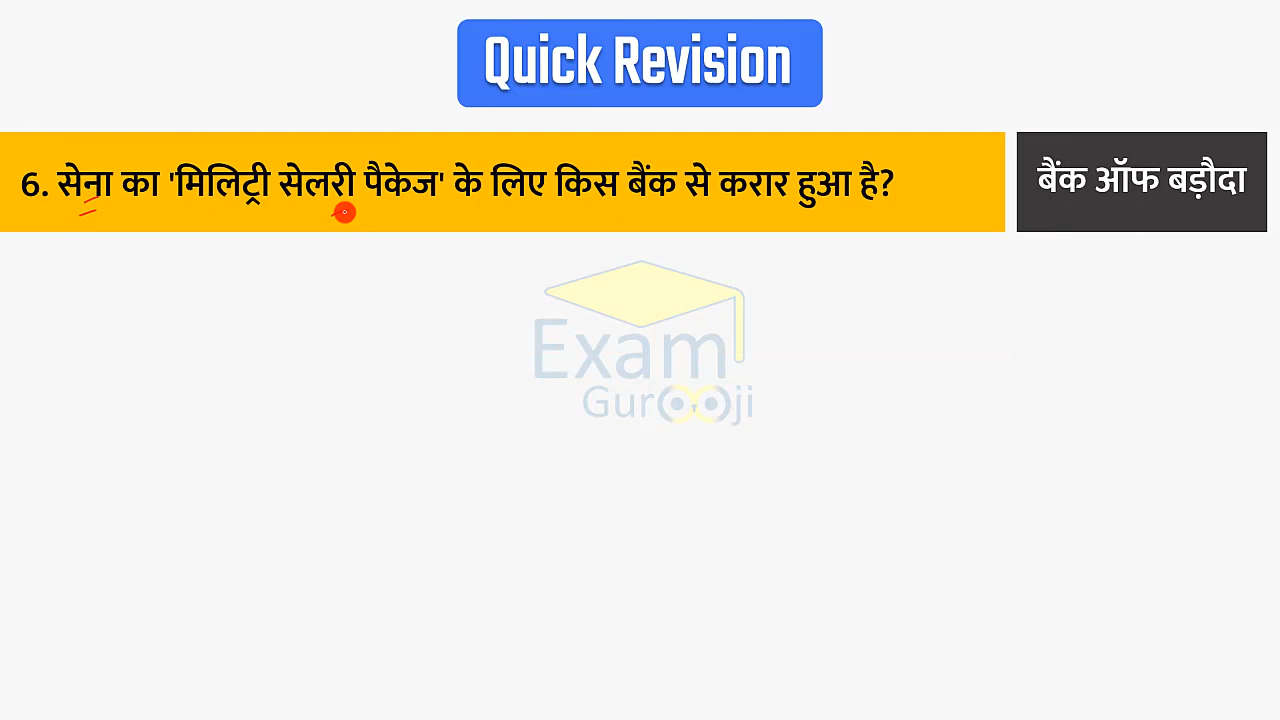 Quick Revision
6. सेना का 'मिलिट्री सेलरी पैकेज' के लिए किस बैंक से करार हुआ है?
बैंक ऑफ बड़ौदा
Exam
Gurooji